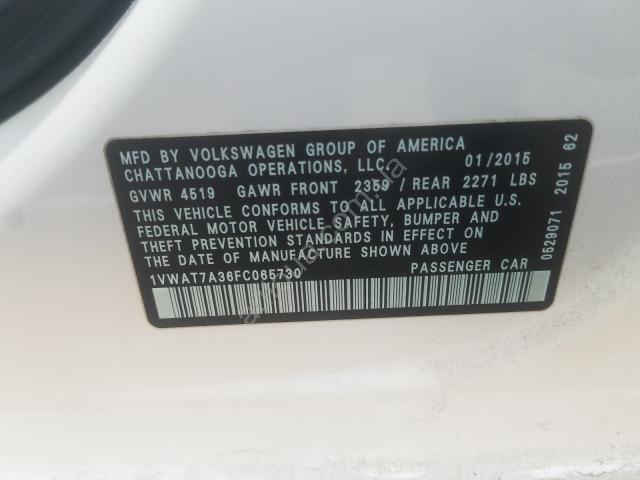 MFD BY VOLKSWAGEN GROUP OF AMERICA
CHATTANOOGA OPERATIONS, LLC 01/2015
GVWR 4519 GAWR FRONT 2359 / REAR 2271 LBS
THIS VEHICLE CONFORMS TO ALL APPLICABLE U.S.
FEDERAL MOTOR VEHICLE SAFETY, BUMPER AND
THEFT PREVENTION STANDARDS IN EFFECT ON
THE DATE OF MANUFACTURE SHOWN ABOVE
1VWAT7A36FC065730 PASSENGER CAR
0529071 2015 62